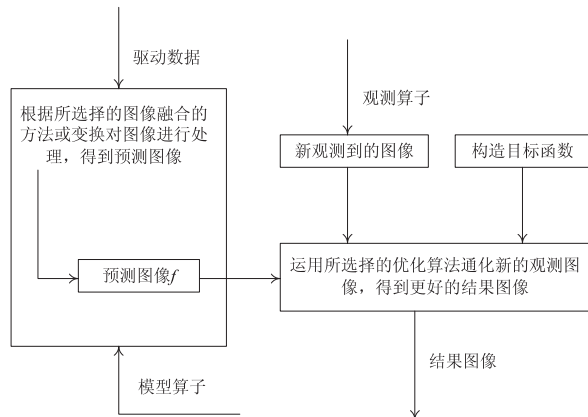 驱动数据
根据所选择的图像融合的
方法或变换对图像进行处
理，得到预测图像
预测图像f
模型算子
观测算子
新观测到的图像
构造目标函数
运用所选择的优化算法通化新的观测图
像，得到更好的结果图像
结果图像